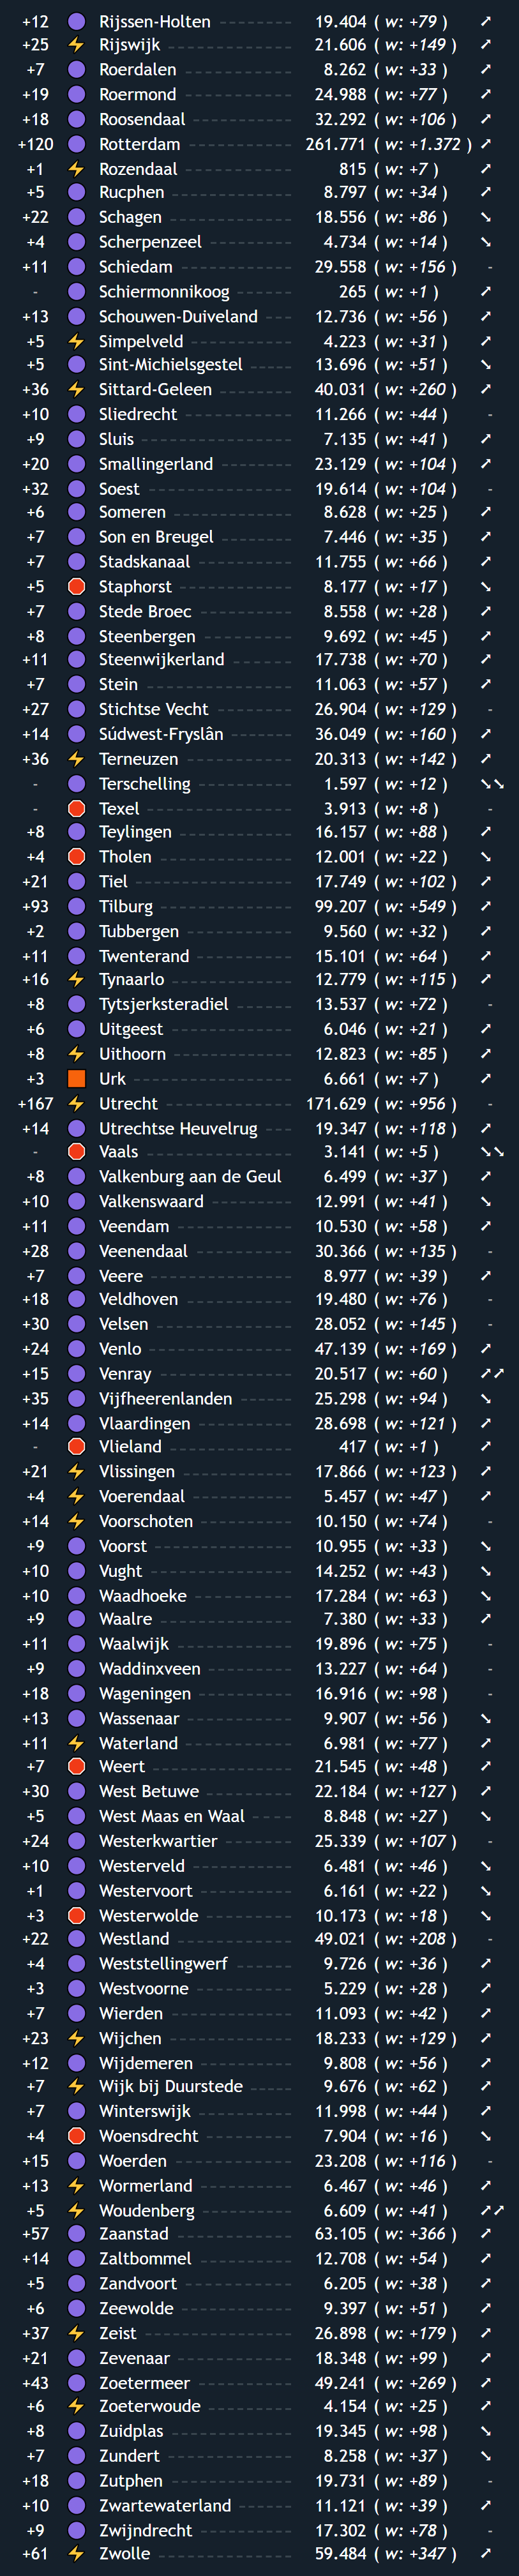 +12 Rijssen-Holten 19.404 ( w: +79 ) ➚
+25 ⚡ Rijswijk 21.606 ( w: +149 ) ➚
+7 Roerdalen 8.262 ( w: +33 ) ➚
+19 Roermond 24.988 ( w: +77 ) ➚
+18 Roosendaal 32.292 ( w: +106 ) ➚
+120 Rotterdam 261.771 ( w: +1.372 ) ➚
+1 ⚡ Rozendaal 815 ( w: +7 ) ➚
+5 Rucphen 8.797 ( w: +34 ) ➚
+22 Schagen 18.556 ( w: +86 ) ➘
+4 Scherpenzeel 4.734 ( w: +14 ) ➘
+11 Schiedam 29.558 ( w: +156 ) -
- Schiermonnikoog 265 ( w: +1 ) ➚
+13 Schouwen-Duiveland 12.736 ( w: +56 ) ➚
+5 ⚡ Simpelveld 4.223 ( w: +31 ) ➚
+5 Sint-Michielsgestel 13.696 ( w: +51 ) ➘
+36 ⚡ Sittard-Geleen 40.031 ( w: +260 ) ➚
+10 Sliedrecht 11.266 ( w: +44 ) -
+9 Sluis 7.135 ( w: +41 ) ➚
+20 Smallingerland 23.129 ( w: +104 ) ➚
+32 Soest 19.614 ( w: +104 ) -
+6 Someren 8.628 ( w: +25 ) ➚
+7 Son en Breugel 7.446 ( w: +35 ) ➚
+7 Stadskanaal 11.755 ( w: +66 ) ➚
+5 Staphorst 8.177 ( w: +17 ) ➘
+7 Stede Broec 8.558 ( w: +28 ) ➚
+8 Steenbergen 9.692 ( w: +45 ) ➚
+11 Steenwijkerland 17.738 ( w: +70 ) ➚
+7 Stein 11.063 ( w: +57 ) ➚
+27 Stichtse Vecht 26.904 ( w: +129 ) -
+14 Súdwest-Fryslân 36.049 ( w: +160 ) ➚
+36 ⚡ Terneuzen 20.313 ( w: +142 ) ➚
- Terschelling 1.597 ( w: +12 ) ➘➘
- Texel 3.913 ( w: +8 ) -
+8 Teylingen 16.157 ( w: +88 ) ➚
+4 Tholen 12.001 ( w: +22 ) ➘
+21 Tiel 17.749 ( w: +102 ) ➚
+93 Tilburg 99.207 ( w: +549 ) ➚
+2 Tubbergen 9.560 ( w: +32 ) ➚
+11 Twenterand 15.101 ( w: +64 ) ➚
+16 ⚡ Tynaarlo 12.779 ( w: +115 ) ➚
+8 Tytsjerksteradiel 13.537 ( w: +72 ) -
+6 Uitgeest 6.046 ( w: +21 ) ➚
+8 ⚡ Uithoorn 12.823 ( w: +85 ) ➚
+3 Urk 6.661 ( w: +7 ) ➚
+167 ⚡ Utrecht 171.629 ( w: +956 ) -
+14 Utrechtse Heuvelrug 19.347 ( w: +118 ) ➚
- Vaals 3.141 ( w: +5 ) ➘➘
+8 Valkenburg aan de Geul 6.499 ( w: +37 ) ➚
+10 Valkenswaard 12.991 ( w: +41 ) ➘
+11 Veendam 10.530 ( w: +58 ) ➚
+28 Veenendaal 30.366 ( w: +135 ) -
+7 Veere 8.977 ( w: +39 ) ➚
+18 Veldhoven 19.480 ( w: +76 ) -
+30 Velsen 28.052 ( w: +145 ) -
+24 Venlo 47.139 ( w: +169 ) ➚
+15 Venray 20.517 ( w: +60 ) ➚➚
+35 Vijfheerenlanden 25.298 ( w: +94 ) ➘
+14 Vlaardingen 28.698 ( w: +121 ) ➚
- Vlieland 417 ( w: +1 ) ➚
+21 ⚡ Vlissingen 17.866 ( w: +123 ) ➚
+4 ⚡ Voerendaal 5.457 ( w: +47 ) ➚
+14 ⚡ Voorschoten 10.150 ( w: +74 ) -
+9 Voorst 10.955 ( w: +33 ) ➘
+10 Vught 14.252 ( w: +43 ) ➘
+10 Waadhoeke 17.284 ( w: +63 ) ➘
+9 Waalre 7.380 ( w: +33 ) ➚
+11 Waalwijk 19.896 ( w: +75 ) -
+9 Waddinxveen 13.227 ( w: +64 ) -
+18 Wageningen 16.916 ( w: +98 ) -
+13 Wassenaar 9.907 ( w: +56 ) ➘
+11 ⚡ Waterland 6.981 ( w: +77 ) ➚
+7 Weert 21.545 ( w: +48 ) ➚
+30 West Betuwe 22.184 ( w: +127 ) ➚
+5 West Maas en Waal 8.848 ( w: +27 ) ➘
+24 Westerkwartier 25.339 ( w: +107 ) -
+10 Westerveld 6.481 ( w: +46 ) ➘
+1 Westervoort 6.161 ( w: +22 ) ➘
+3 Westerwolde 10.173 ( w: +18 ) ➘
+22 Westland 49.021 ( w: +208 ) -
+4 Weststellingwerf 9.726 ( w: +36 ) ➚
+3 Westvoorne 5.229 ( w: +28 ) ➚
+7 Wierden 11.093 ( w: +42 ) ➚
+23 ⚡ Wijchen 18.233 ( w: +129 ) ➚
+12 Wijdemeren 9.808 ( w: +56 ) ➚
+7 ⚡ Wijk bij Duurstede 9.676 ( w: +62 ) ➚
+7 Winterswijk 11.998 ( w: +44 ) ➚
+4 Woensdrecht 7.904 ( w: +16 ) ➘
+15 Woerden 23.208 ( w: +116 ) -
+13 ⚡ Wormerland 6.467 ( w: +46 ) ➚
+5 ⚡ Woudenberg 6.609 ( w: +41 ) ➚➚
+57 Zaanstad 63.105 ( w: +366 ) ➚
+14 Zaltbommel 12.708 ( w: +54 ) ➚
+5 Zandvoort 6.205 ( w: +38 ) ➚
+6 Zeewolde 9.397 ( w: +51 ) ➚
+37 ⚡ Zeist 26.898 ( w: +179 ) ➚
+21 Zevenaar 18.348 ( w: +99 ) ➚
+43 Zoetermeer 49.241 ( w: +269 ) ➚
+6 ⚡ Zoeterwoude 4.154 ( w: +25 ) ➚
+8 Zuidplas 19.345 ( w: +98 ) ➘
+7 Zundert 8.258 ( w: +37 ) ➘
+18 Zutphen 19.731 ( w: +89 ) -
+10 Zwartewaterland 11.121 ( w: +39 ) ➚
+9 Zwijndrecht 17.302 ( w: +78 ) -
+61 ⚡ Zwolle 59.484 ( w: +347 ) ➚